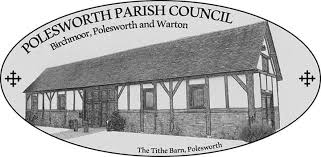 POLESWORTH PARISH COUNCIL
Birchmoor, Polesworth and Warton
The Tithe Barn, Polesworth